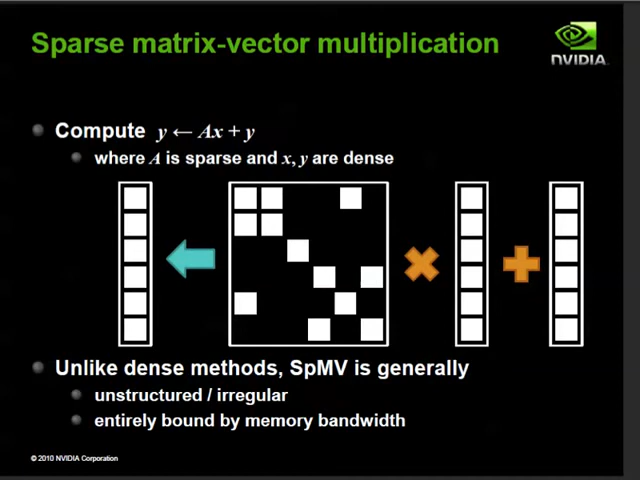 Sparse matrix-vector multiplication
NVIDIA
Compute y ← Ax + y
where A is sparse and x, y are dense
Unlike dense methods, SpMV is generally
unstructured / irregular
entirely bound by memory bandwidth
© 2010 NVIDIA Corporation